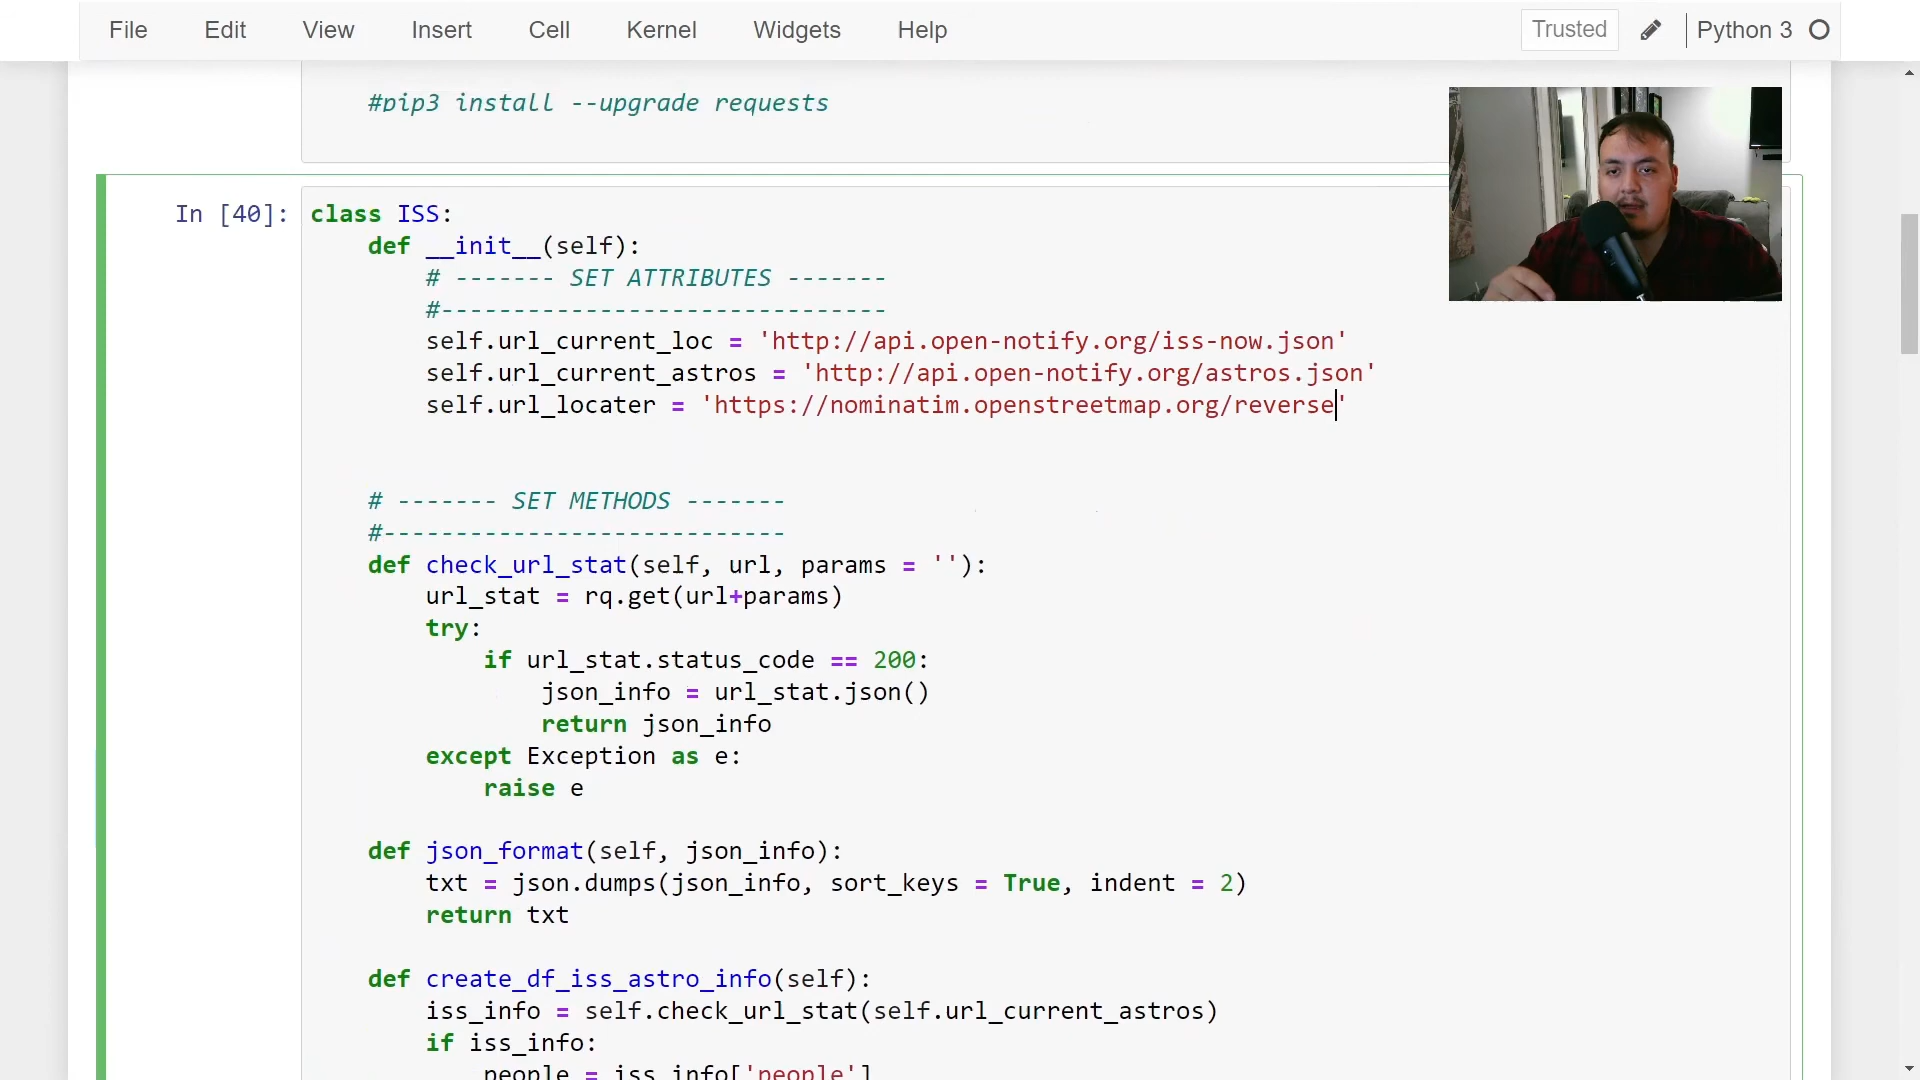 File Edit View Insert Cell Kernel Widgets Help Trusted Python 3
#pip3 install --upgrade requests
In [40]: class ISS:
def __init__(self):
# ------- SET ATTRIBUTES -------
#-------------------------------
self.url_current_loc = 'http://api.open-notify.org/iss-now.json'
self.url_current_astros = 'http://api.open-notify.org/astros.json'
self.url_locater = 'https://nominatim.openstreetmap.org/reverse'
# ------- SET METHODS -------
#----------------------------
def check_url_stat(self, url, params = ''):
url_stat = rq.get(url+params)
try:
if url_stat.status_code == 200:
json_info = url_stat.json()
return json_info
except Exception as e:
raise e
def json_format(self, json_info):
txt = json.dumps(json_info, sort_keys = True, indent = 2)
return txt
def create_df_iss_astro_info(self):
iss_info = self.check_url_stat(self.url_current_astros)
if iss_info:
people = iss_info['people']